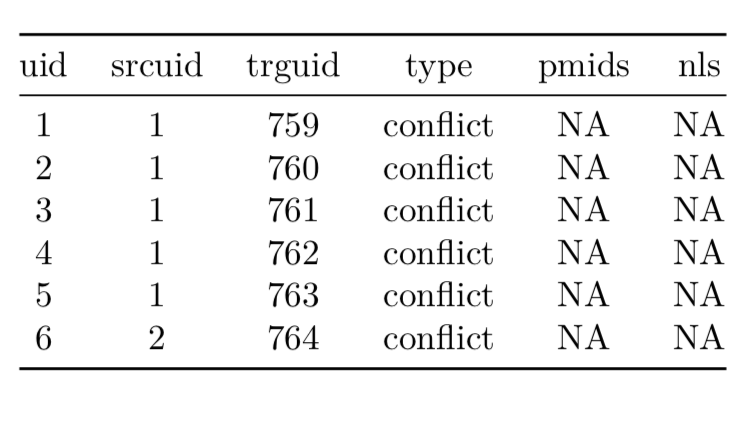 uid srcuid trguid type pmids nls
1 1 759 conflict NA NA
2 1 760 conflict NA NA
3 1 761 conflict NA NA
4 1 762 conflict NA NA
5 1 763 conflict NA NA
6 2 764 conflict NA NA